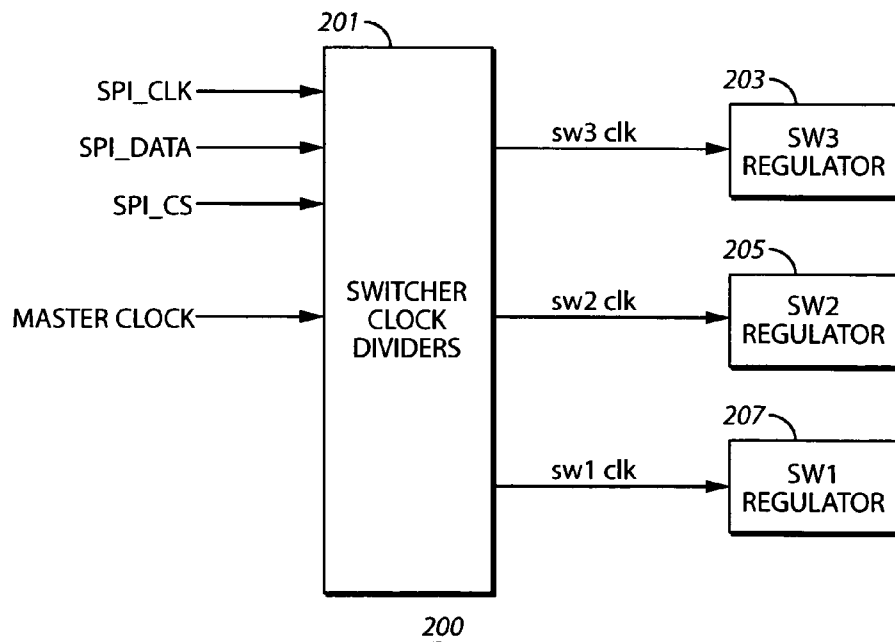 201
SPI_CLK
SPI_DATA
SPI_CS
MASTER CLOCK
SWITCHER
CLOCK
DIVIDERS
sw3 clk
203
SW3
REGULATOR
sw2 clk
205
SW2
REGULATOR
sw1 clk
207
SW1
REGULATOR
200